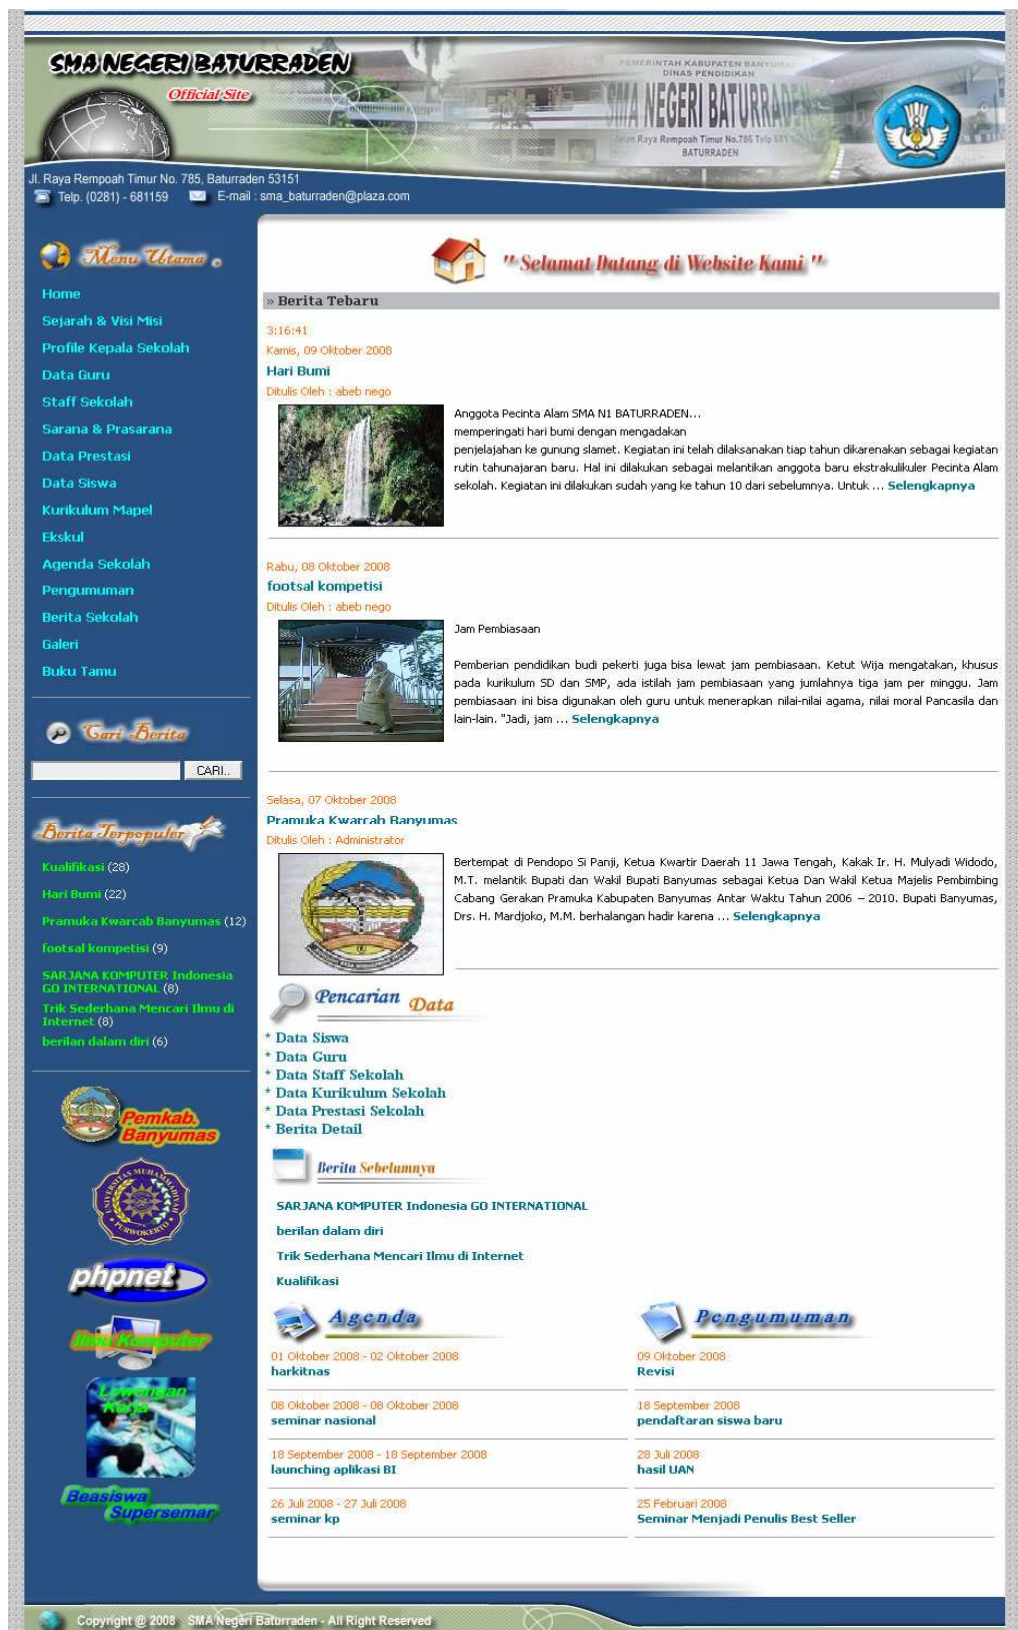 SMA NEGERI BATURRADEN
Official Site
PEMERINTAH KABUPATEN BANYUMAS
DINAS PENDIDIKAN
SMA NEGERI BATURRADEN
Jalan Raya Rempoah Timur No.786 Telp
BATURRADEN
Jl. Raya Rempoah Timur No. 785, Baturraden 53151
Telp. (0281) - 681159 E-mail : sma_baturraden@plaza.com
Menu Utama
Home
Sejarah & Visi Misi
Profile Kepala Sekolah
Data Guru
Staff Sekolah
Sarana & Prasarana
Data Prestasi
Data Siswa
Kurikulum Mapel
Ekskul
Agenda Sekolah
Pengumuman
Berita Sekolah
Galeri
Buku Tamu
Cari Berita
CARI..
Berita Terpopuler
Kualifikasi (28)
Hari Bumi (22)
Pramuka Kwarcab Banyumas (12)
footsal kompetisi (9)
SARJANA KOMPUTER Indonesia
GO INTERNATIONAL (8)
Trik Sederhana Mencari Ilmu di
Internet (8)
berilan dalam diri (6)
Pemkab.
Banyumas
UNIVERSITAS MUHAMMADIYAH
PURWOKERTO
phpnet
Ilmu Komputer
Lowongan
Kerja
Beasiswa
Supersemar
" Selamat Datang di Website Kami "
» Berita Tebaru
3:16:41
Kamis, 09 Oktober 2008
Hari Bumi
Ditulis Oleh : abeb nego
Anggota Pecinta Alam SMA N1 BATURRADEN...
memperingati hari bumi dengan mengadakan
penjelajahan ke gunung slamet. Kegiatan ini telah dilaksanakan tiap tahun dikarenakan sebagai kegiatan
rutin tahunajaran baru. Hal ini dilakukan sebagai melantikan anggota baru ekstrakulikuler Pecinta Alam
sekolah. Kegiatan ini dilakukan sudah yang ke tahun 10 dari sebelumnya. Untuk ... Selengkapnya
Rabu, 08 Oktober 2008
footsal kompetisi
Ditulis Oleh : abeb nego
Jam Pembiasaan
Pemberian pendidikan budi pekerti juga bisa lewat jam pembiasaan. Ketut Wija mengatakan, khusus
pada kurikulum SD dan SMP, ada istilah jam pembiasaan yang jumlahnya tiga jam per minggu. Jam
pembiasaan ini bisa digunakan oleh guru untuk menerapkan nilai-nilai agama, nilai moral Pancasila dan
lain-lain. "Jadi, jam ... Selengkapnya
Selasa, 07 Oktober 2008
Pramuka Kwarcab Banyumas
Ditulis Oleh : Administrator
Bertempat di Pendopo Si Panji, Ketua Kwartir Daerah 11 Jawa Tengah, Kakak Ir. H. Mulyadi Widodo,
M.T. melantik Bupati dan Wakil Bupati Banyumas sebagai Ketua Dan Wakil Ketua Majelis Pembimbing
Cabang Gerakan Pramuka Kabupaten Banyumas Antar Waktu Tahun 2006 – 2010. Bupati Banyumas,
Drs. H. Mardjoko, M.M. berhalangan hadir karena ... Selengkapnya
Pencarian Data
* Data Siswa
* Data Guru
* Data Staff Sekolah
* Data Kurikulum Sekolah
* Data Prestasi Sekolah
* Berita Detail
Berita Sebelumnya
SARJANA KOMPUTER Indonesia GO INTERNATIONAL
berilan dalam diri
Trik Sederhana Mencari Ilmu di Internet
Kualifikasi
Agenda
01 Oktober 2008 - 02 Oktober 2008
harkitnas
08 Oktober 2008 - 08 Oktober 2008
seminar nasional
18 September 2008 - 18 September 2008
launching aplikasi BI
26 Juli 2008 - 27 Juli 2008
seminar kp
Pengumuman
09 Oktober 2008
Revisi
18 September 2008
pendaftaran siswa baru
28 Juli 2008
hasil UAN
25 Februari 2008
Seminar Menjadi Penulis Best Seller
Copyright @ 2008 SMA Negeri Baturraden - All Right Reserved